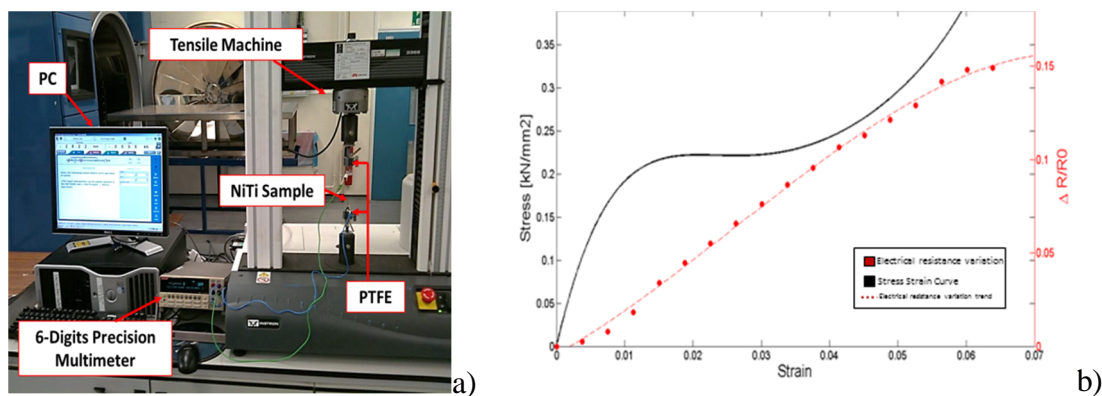 Tensile Machine
PC
NiTi Sample
PTFE
6-Digits Precision
Multimeter
INSTRON
a)
Stress [kN/mm2]
0.35
0.3
0.25
0.2
0.15
0.1
0.05
0
0
0.01
0.02
0.03
0.04
0.05
0.06
0.07
Strain
0.15
0.1
0.05
0
Δ R/R0
Electrical resistance variation
Stress Strain Curve
Electrical resistance variation trend
b)